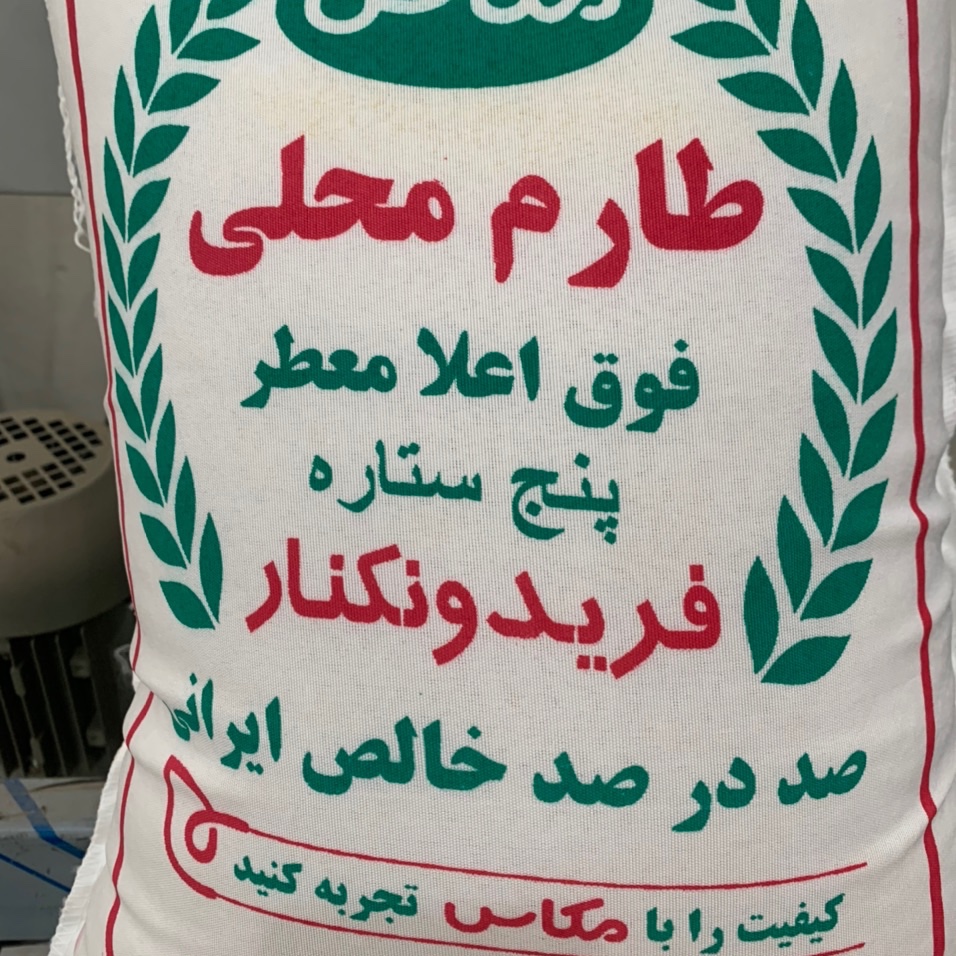 طارم محلی
فوق اعلا معطر
پنج ستاره
فریدونکنار
صد در صد خالص ایرانی
کیفیت را با مکاس تجربه کنید